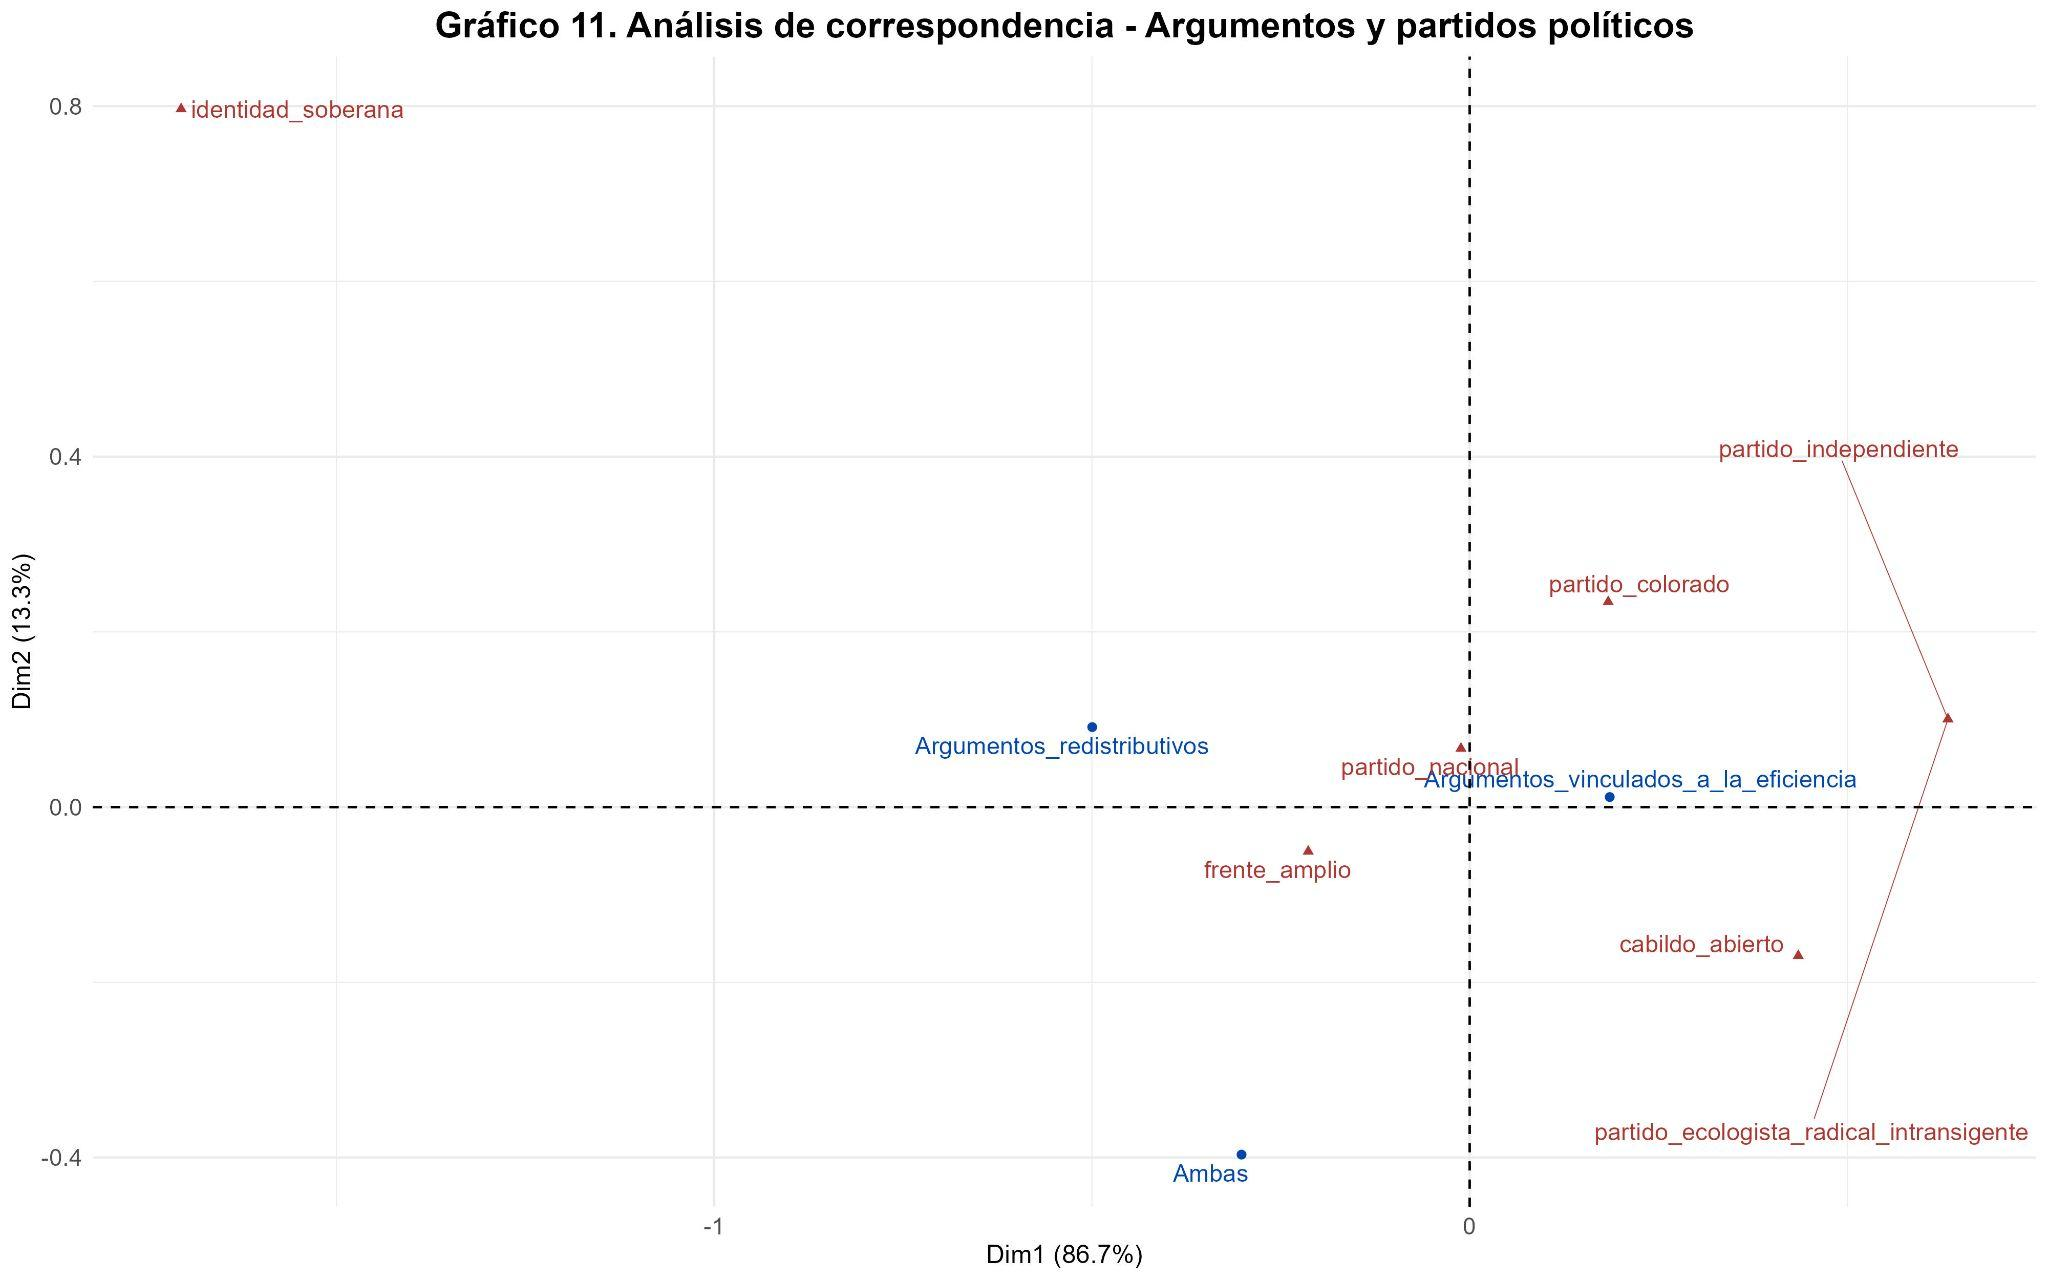 Gráfico 11. Análisis de correspondencia - Argumentos y partidos políticos
0.8
identidad_soberana
0.4
partido_independiente
partido_colorado
Dim2 (13.3%)
Argumentos_redistributivos
partido_nacional
Argumentos_vinculados_a_la_eficiencia
0.0
frente_amplio
cabildo_abierto
partido_ecologista_radical_intransigente
-0.4
Ambas
-1
0
Dim1 (86.7%)